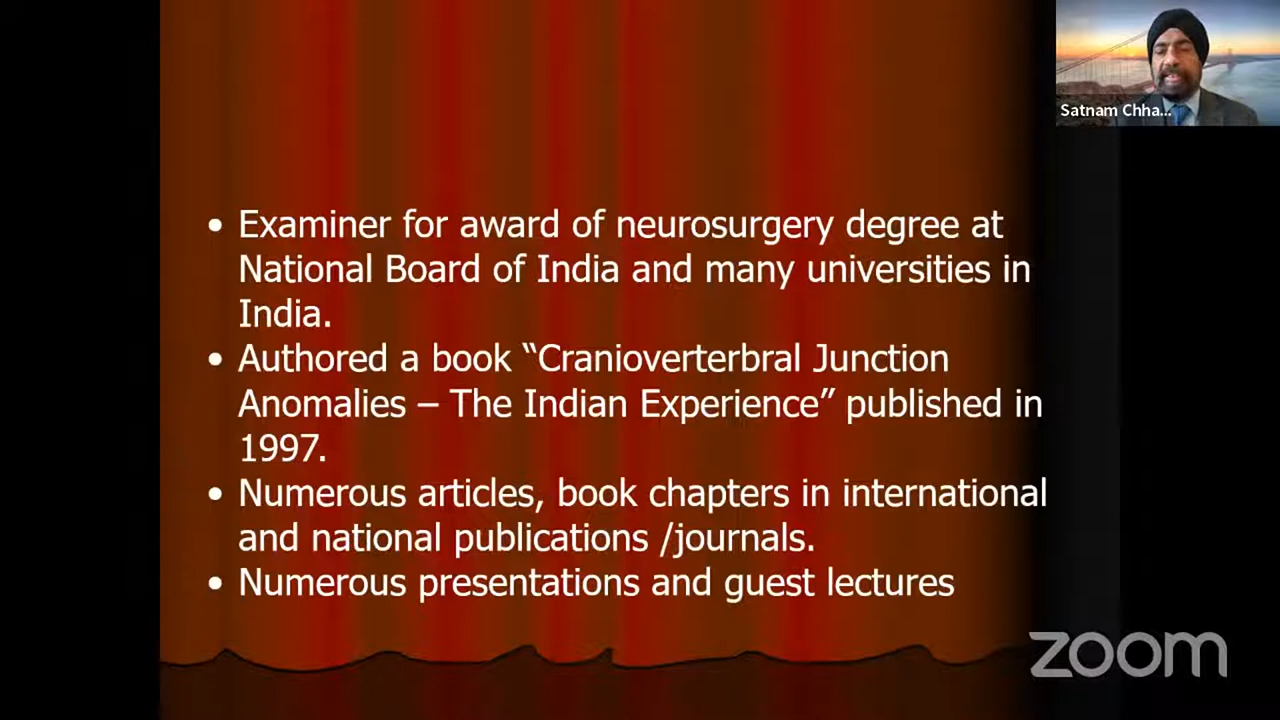 Satnam Chha...
• Examiner for award of neurosurgery degree at
National Board of India and many universities in
India.
• Authored a book “Cranioverterbral Junction
Anomalies – The Indian Experience” published in
1997.
• Numerous articles, book chapters in international
and national publications /journals.
• Numerous presentations and guest lectures
zoom